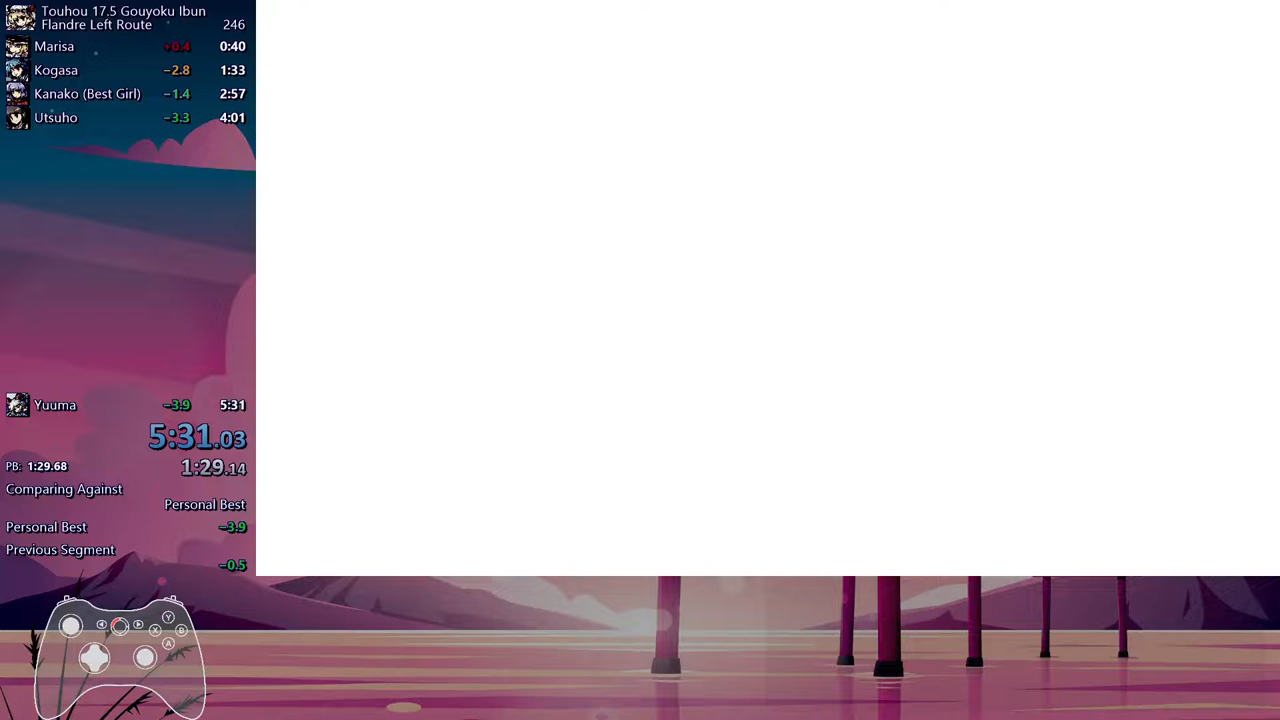 Touhou 17.5 Gouyoku Ibun
Flandre Left Route 246
Marisa +0.4 0:40
Kogasa −2.8 1:33
Kanako (Best Girl) −1.4 2:57
Utsuho −3.3 4:01
Yuuma −3.9 5:31
5:31.03
PB: 1:29.68 1:29.14
Comparing Against
Personal Best
Personal Best −3.9
Previous Segment
−0.5
Y
X B
A